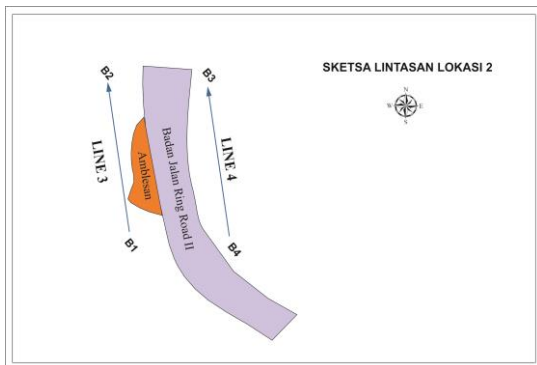 SKETSA LINTASAN LOKASI 2
N
W E
S
B2
B3
LINE 3
Amblesan
Badan Jalan Ring Road II
LINE 4
B1
B4